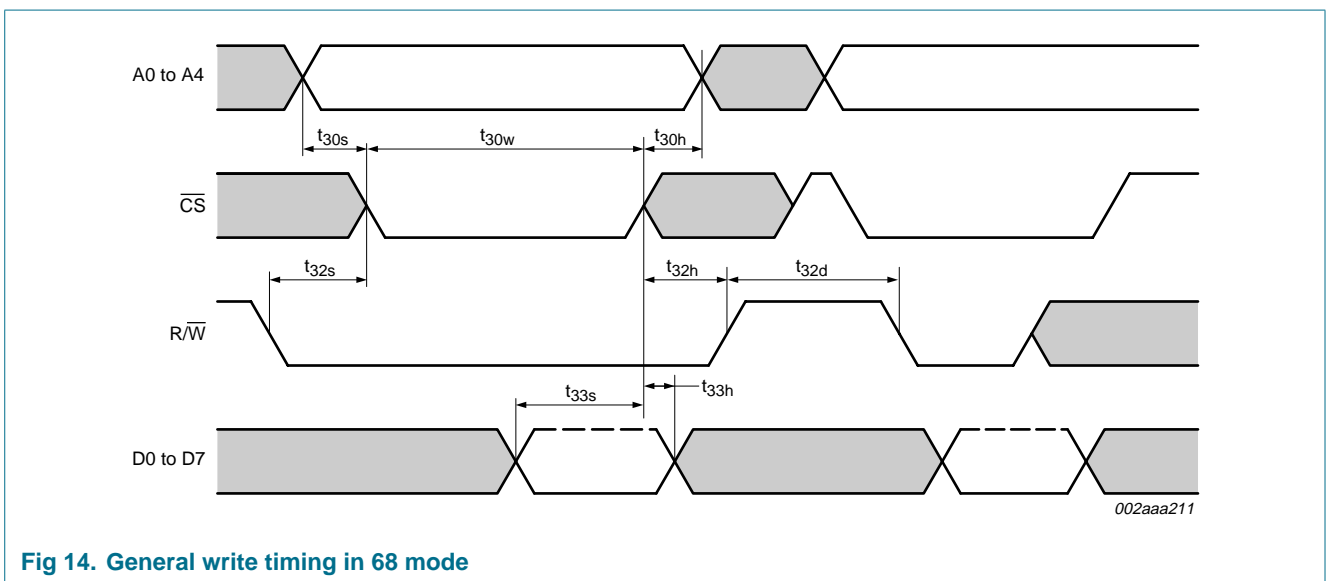 A0 to A4
t30s
t30w
t30h
CS
t32s
t32h
t32d
R/W
t33s
t33h
D0 to D7
002aaa211
Fig 14. General write timing in 68 mode